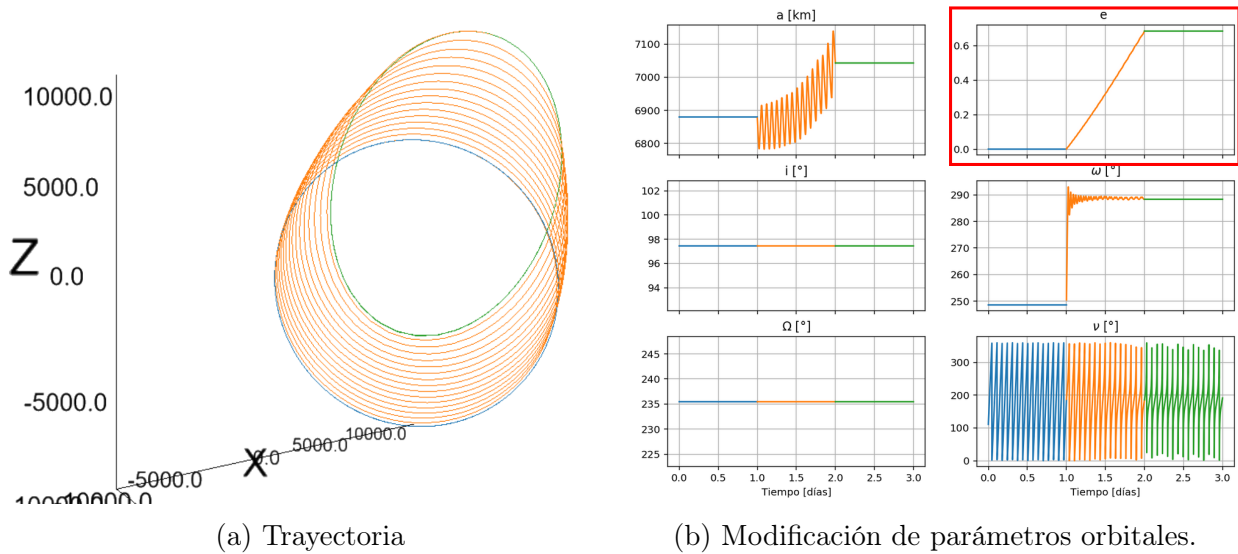 10000.0
5000.0
Z 0.0
-5000.0
10000.0
5000.0
0.0
X
-5000.0
-10000.0
a [km]
7100
7000
6900
6800
e
0.6
0.4
0.2
0.0
i [°]
102
100
98
96
94
ω [°]
290
280
270
260
250
Ω [°]
245
240
235
230
225
0.0 0.5 1.0 1.5 2.0 2.5 3.0
Tiempo [días]
ν [°]
300
200
100
0
0.0 0.5 1.0 1.5 2.0 2.5 3.0
Tiempo [días]
(a) Trayectoria
(b) Modificación de parámetros orbitales.